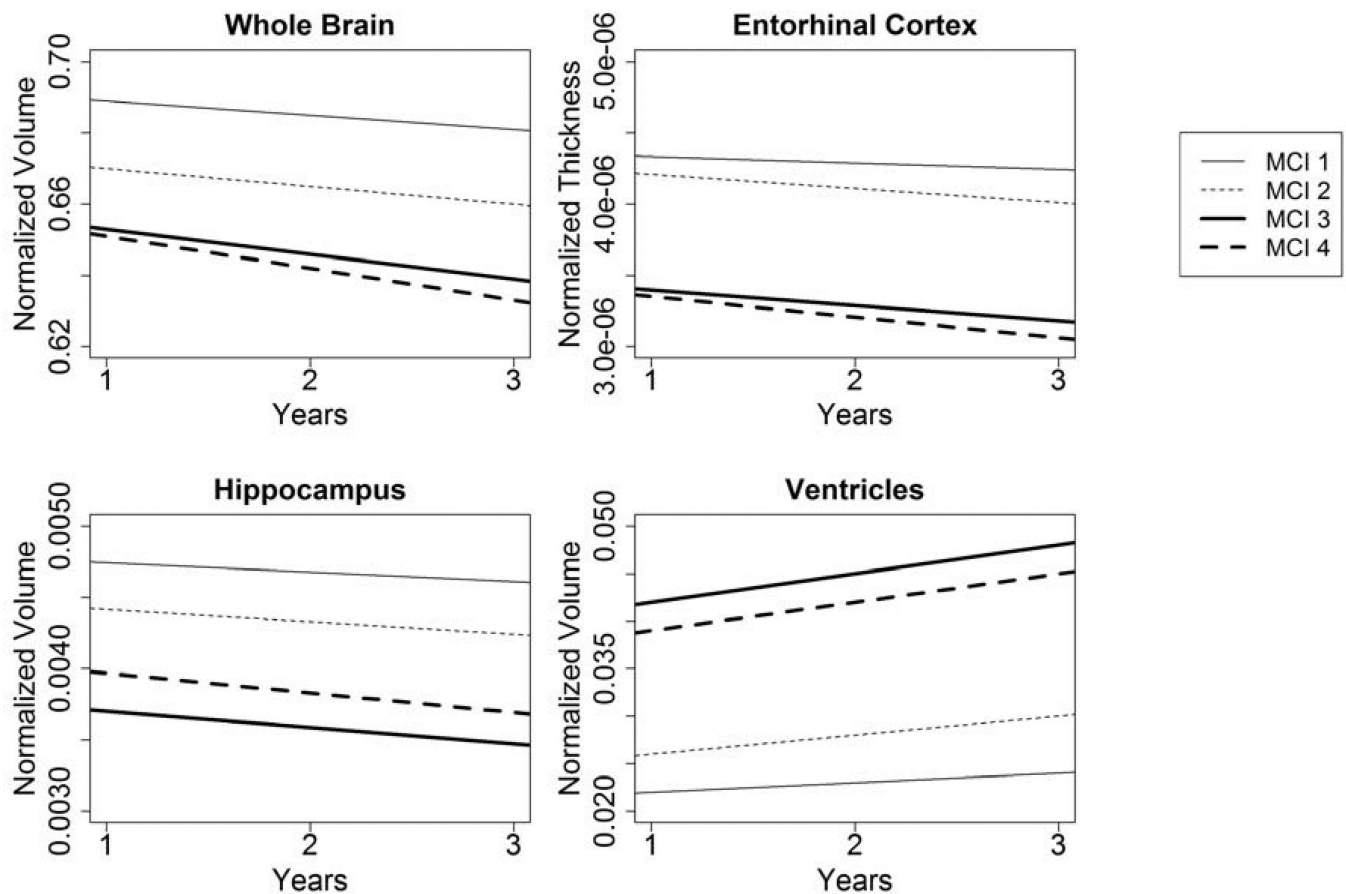 Whole Brain
Normalized Volume
0.70
0.66
0.62
1 2 3
Years
Entorhinal Cortex
Normalized Thickness
5.0e-06
4.0e-06
3.0e-06
1 2 3
Years
MCI 1
MCI 2
MCI 3
MCI 4
Hippocampus
Normalized Volume
0.0050
0.0040
0.0030
1 2 3
Years
Ventricles
Normalized Volume
0.050
0.035
0.020
1 2 3
Years